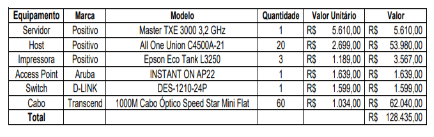 Equipamento Marca Modelo Quantidade Valor Unitário Valor
Servidor Positivo Master TXE 3000 3,2 GHz 1 R$ 5.610,00 R$ 5.610,00
Host Positivo All One Union C4500A-21 20 R$ 2.699,00 R$ 53.980,00
Impressora Positivo Epson Eco Tank L3250 3 R$ 1.189,00 R$ 3.567,00
Access Point Aruba INSTANT ON AP22 1 R$ 1.639,00 R$ 1.639,00
Switch D-LINK DES-1210-24P 1 R$ 1.599,00 R$ 1.599,00
Cabo Transcend 1000M Cabo Óptico Speed Star Mini Flat 60 R$ 1.034,00 R$ 62.040,00
Total R$ 128.435,00